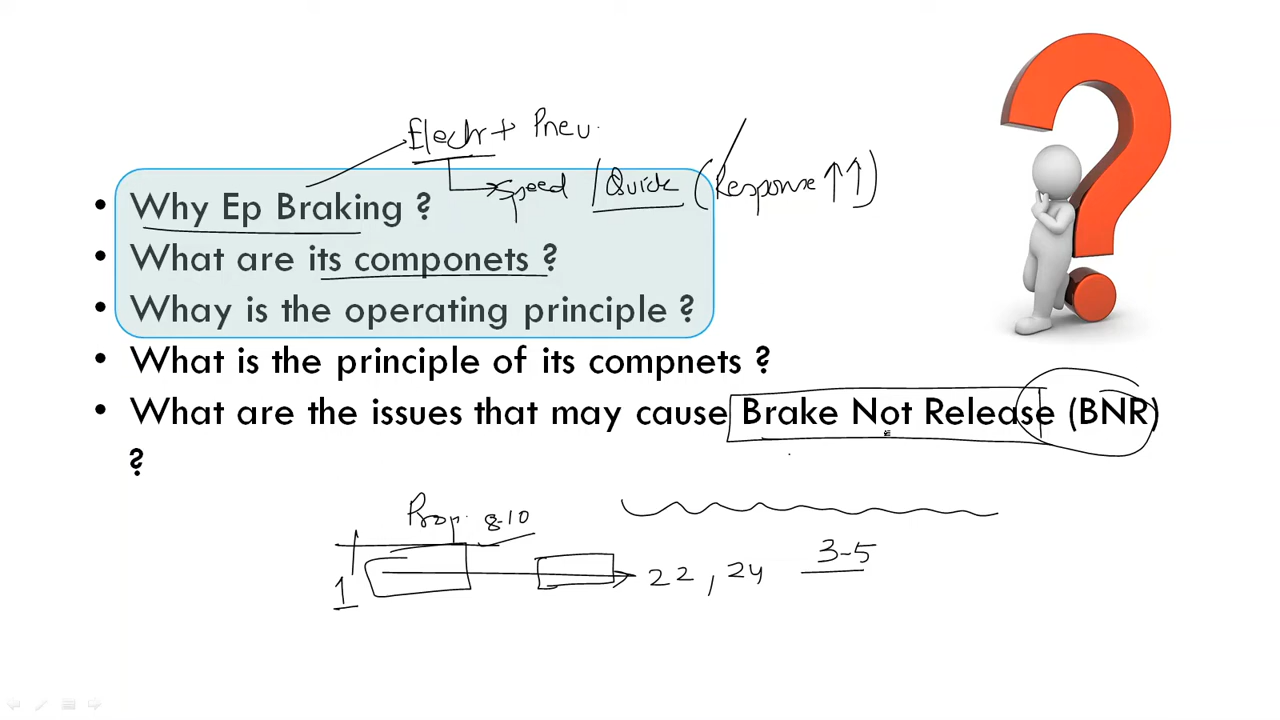 Electr + Pneu.
Speed / Quick (Response ↑↑)
• Why Ep Braking ?
• What are its componets ?
• Whay is the operating principle ?
• What is the principle of its compnets ?
• What are the issues that may cause Brake Not Release (BNR)
?
Prop. 8-10
1 22, 24 3-5